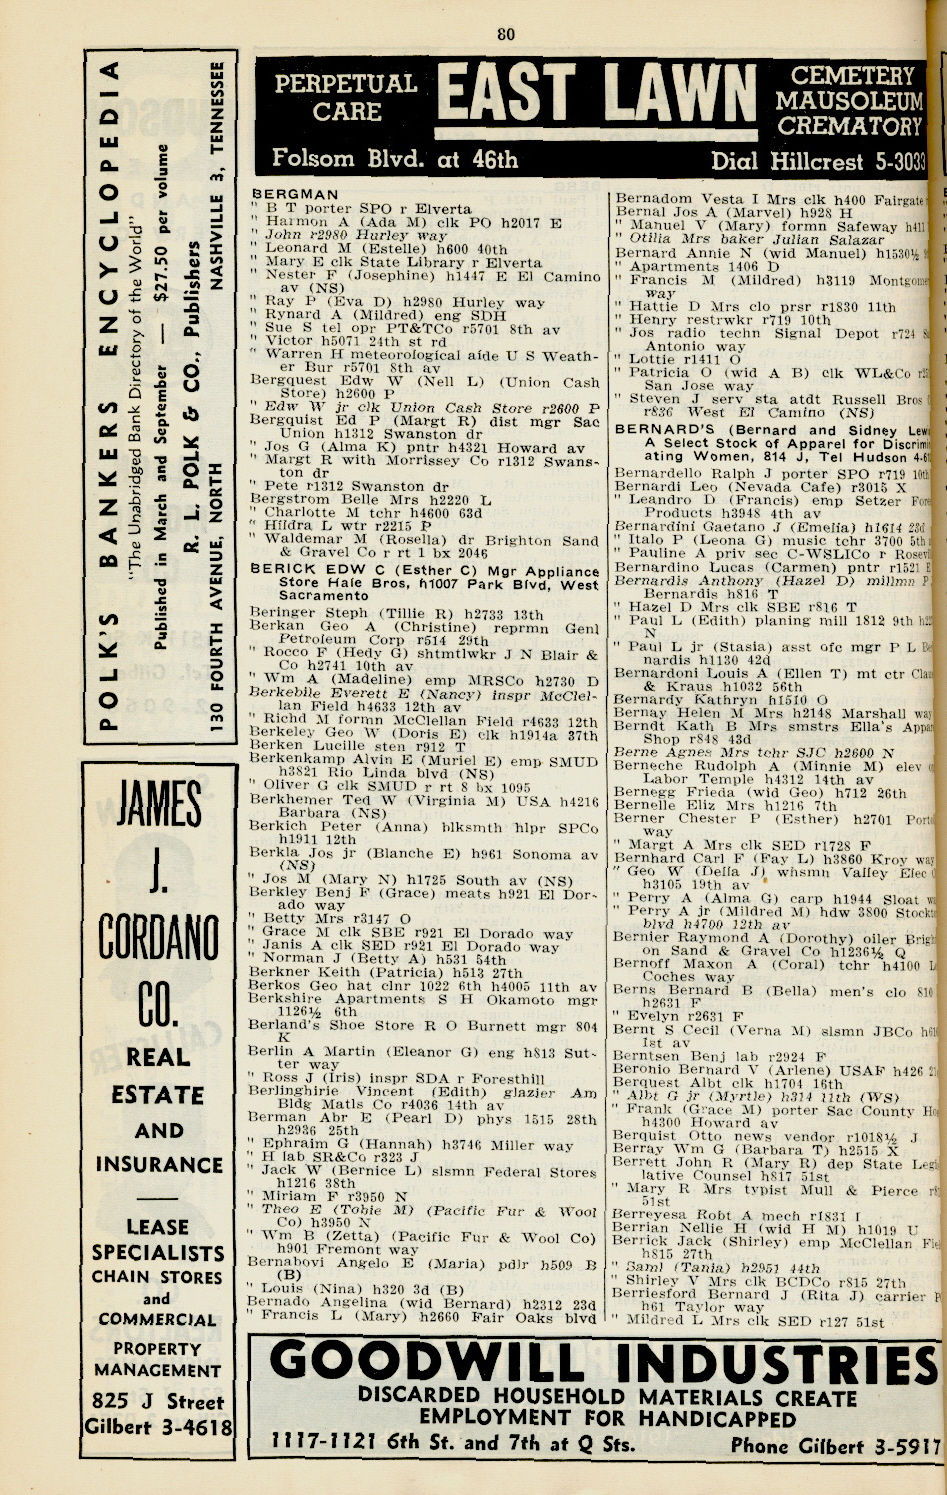 80
POLK'S BANKERS ENCYCLOPEDIA
"The Unabridged Bank Directory of the World"
Published in March and September — $27.50 per volume
R. L. POLK & CO., Publishers
130 FOURTH AVENUE, NORTH NASHVILLE 3, TENNESSEE
JAMES
J.
CORDANO
CO.
REAL
ESTATE
AND
INSURANCE
LEASE
SPECIALISTS
CHAIN STORES
and
COMMERCIAL
PROPERTY
MANAGEMENT
825 J Street
Gilbert 3-4618
PERPETUAL
CARE
EAST LAWN
CEMETERY
MAUSOLEUM
CREMATORY
Folsom Blvd. at 46th Dial Hillcrest 5-3033
BERGMAN
" B T porter SPO r Elverta
" Harmon A (Ada M) clk PO h2017 E
" John r2980 Hurley way
" Leonard M (Estelle) h600 40th
" Mary E clk State Library r Elverta
" Nester F (Josephine) h1447 E El Camino
av (NS)
" Ray P (Eva D) h2980 Hurley way
" Rynard A (Mildred) eng SDH
" Sue S tel opr PT&TCo r5701 8th av
" Victor h5071 24th st rd
" Warren H meteorological aide U S Weath-
er Bur r5701 8th av
Bergquest Edw W (Nell L) (Union Cash
Store) h2600 P
" Edw W jr clk Union Cash Store r2600 P
Bergquist Ed P (Margt R) dist mgr Sac
Union h1312 Swanston dr
" Jos G (Alma K) pntr h4321 Howard av
" Margt R with Morrissey Co r1312 Swans-
ton dr
" Pete r1312 Swanston dr
Bergstrom Belle Mrs h2220 L
" Charlotte M tchr h4600 63d
" Hildra L wtr r2215 P
" Waldemar M (Rosella) dr Brighton Sand
& Gravel Co r rt 1 bx 2046
BERICK EDW C (Esther C) Mgr Appliance
Store Hale Bros, h1007 Park Blvd, West
Sacramento
Beringer Steph (Tillie R) h2733 13th
Berkan Geo A (Christine) reprmn Genl
Petroleum Corp r514 29th
" Rocco F (Hedy G) shtmtlwkr J N Blair &
Co h2741 10th av
" Wm A (Madeline) emp MRSCo h2730 D
Berkebile Everett E (Nancy) inspr McClel-
lan Field h4633 12th av
" Richd M formn McClellan Field r4633 12th
Berkeley Geo W (Doris E) clk h1914a 37th
Berken Lucille sten r912 T
Berkenkamp Alvin E (Muriel E) emp SMUD
h3821 Rio Linda blvd (NS)
" Oliver G clk SMUD r rt 8 bx 1095
Berkhemer Ted W (Virginia M) USA h4216
Barbara (NS)
Berkich Peter (Anna) blksmth hlpr SPCo
h1911 12th
Berkla Jos jr (Blanche E) h961 Sonoma av
(NS)
" Jos M (Mary N) h1725 South av (NS)
Berkley Benj F (Grace) meats h921 El Dor-
ado way
" Betty Mrs r3147 O
" Grace M clk SBE r921 El Dorado way
" Janis A clk SED r921 El Dorado way
" Norman J (Betty A) h531 54th
Berkner Keith (Patricia) h513 27th
Berkos Geo hat clnr 1022 6th h4005 11th av
Berkshire Apartments S H Okamoto mgr
1126½ 6th
Berland's Shoe Store R O Burnett mgr 804
K
Berlin A Martin (Eleanor G) eng h813 Sut-
ter way
" Ross J (Iris) inspr SDA r Foresthill
Berlinghirie Vincent (Edith) glazier Am
Bldg Matls Co r4036 14th av
Berman Abr E (Pearl D) phys 1515 28th
h2936 25th
" Ephraim G (Hannah) h3746 Miller way
" H lab SR&Co r323 J
" Jack W (Bernice L) slsmn Federal Stores
h1216 38th
" Miriam F r3950 N
" Theo E (Tobie M) (Pacific Fur & Wool
Co) h3950 N
" Wm B (Zetta) (Pacific Fur & Wool Co)
h901 Fremont way
Bernabovi Angelo E (Maria) pdlr h509 B
(B)
" Louis (Nina) h320 3d (B)
Bernado Angelina (wid Bernard) h2312 23d
" Francis L (Mary) h2660 Fair Oaks blvd
Bernadom Vesta I Mrs clk h400 Fairgate
Bernal Jos A (Marvel) h928 H
" Manuel V (Mary) formn Safeway
" Otilia Mrs baker Julian Salazar
Bernard Annie N (wid Manuel) h1530½
" Apartments 1406 D
" Francis M (Mildred) h3119 Montgome
way
" Hattie D Mrs clo prsr r1830 11th
" Henry restrwkr r719 10th
" Jos radio techn Signal Depot r724
Antonio way
" Lottie r1411 O
" Patricia O (wid A B) clk WL&Co
San Jose way
" Steven J serv sta atdt Russell Bros
r836 West El Camino (NS)
BERNARD'S (Bernard and Sidney Lew
A Select Stock of Apparel for Discrimi
ating Women, 814 J, Tel Hudson
Bernardello Ralph J porter SPO r719 10th
Bernardi Leo (Nevada Cafe) r3015 X
" Leandro D (Francis) emp Setzer Fore
Products h3948 4th av
Bernardini Gaetano J (Emelia) h1614 23d
" Italo P (Leona G) music tchr 3700 5th
" Pauline A priv sec C-WSLICo r Rosevi
Bernardino Lucas (Carmen) pntr r1521 E
Bernardis Anthony (Hazel D) millmn P
Bernardis h816 T
" Hazel D Mrs clk SBE r816 T
" Paul L (Edith) planing mill 1812 9th
N
" Paul L jr (Stasia) asst ofc mgr P L Be
nardis h1130 42d
Bernardoni Louis A (Ellen T) mt ctr Clau
& Kraus h1032 56th
Bernardy Kathryn h1510 O
Bernay Helen M Mrs h2148 Marshall way
Berndt Kath B Mrs smstrs Ella's Appar
Shop r848 43d
Berne Agnes Mrs tchr SJC h2600 N
Berneche Rudolph A (Minnie M) elev o
Labor Temple h4312 14th av
Bernegg Frieda (wid Geo) h712 26th
Bernelle Eliz Mrs h1216 7th
Berner Chester P (Esther) h2701 Porto
way
" Margt A Mrs clk SED r1728 F
Bernhard Carl F (Fay L) h3860 Kroy way
" Geo W (Della J) whsmn Valley Elec
h3105 19th av
" Perry A (Alma G) carp h1944 Sloat
" Perry A jr (Mildred M) hdw 3800 Stockto
blvd h4700 12th av
Bernier Raymond A (Dorothy) oiler Brigh
on Sand & Gravel Co h1236½ Q
Bernoff Maxon A (Coral) tchr h4100
Coches way
Berns Bernard B (Bella) men's clo 810
h2631 F
" Evelyn r2631 F
Bernt S Cecil (Verna M) slsmn JBCo
1st av
Berntsen Benj lab r2924 F
Beronio Bernard V (Arlene) USAF h426
Berquest Albt clk h1704 16th
" Albt G jr (Myrtle) h314 11th (WS)
" Frank (Grace M) porter Sac County Ho
h4300 Howard av
Berquist Otto news vendor r1018½ J
Berray Wm G (Barbara T) h2515 X
Berrett John R (Mary R) dep State Legi
lative Counsel h817 51st
" Mary R Mrs typist Mull & Pierce
51st
Berreyesa Robt A mech r1831 I
Berrian Nellie H (wid H M) h1019 U
Berrick Jack (Shirley) emp McClellan Fie
h815 27th
" Saml (Tania) h2951 44th
" Shirley V Mrs clk BCDCo r815 27th
Berriesford Bernard J (Rita J) carrier P
h61 Taylor way
" Mildred L Mrs clk SED r127 51st
GOODWILL INDUSTRIES
DISCARDED HOUSEHOLD MATERIALS CREATE
EMPLOYMENT FOR HANDICAPPED
1117-1121 6th St. and 7th at Q Sts. Phone Gilbert 3-5917